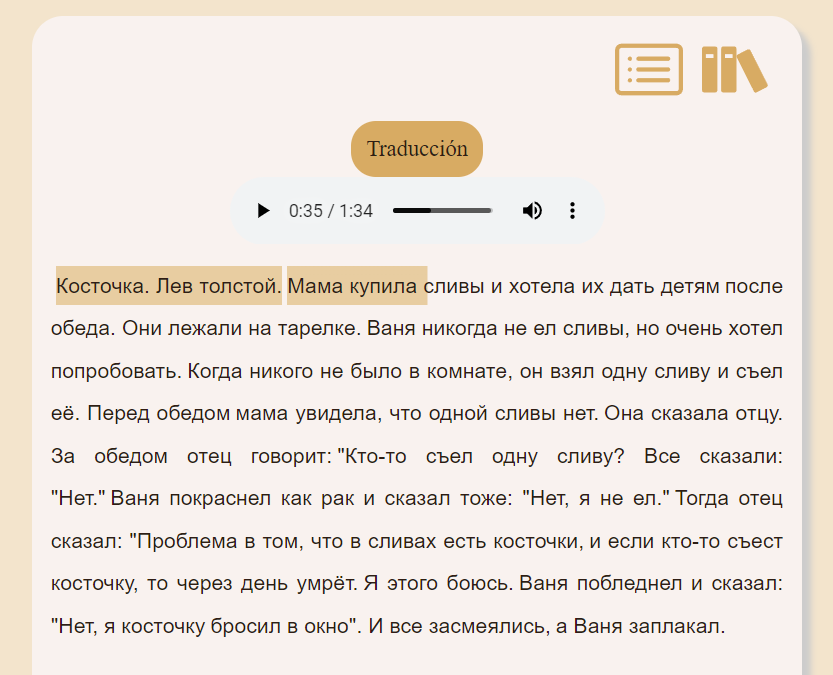 Traducción
0:35 / 1:34
Косточка. Лев толстой. Мама купила сливы и хотела их дать детям после
обеда. Они лежали на тарелке. Ваня никогда не ел сливы, но очень хотел
попробовать. Когда никого не было в комнате, он взял одну сливу и съел
её. Перед обедом мама увидела, что одной сливы нет. Она сказала отцу.
За обедом отец говорит: "Кто-то съел одну сливу? Все сказали:
"Нет." Ваня покраснел как рак и сказал тоже: "Нет, я не ел." Тогда отец
сказал: "Проблема в том, что в сливах есть косточки, и если кто-то съест
косточку, то через день умрёт. Я этого боюсь. Ваня побледнел и сказал:
"Нет, я косточку бросил в окно". И все засмеялись, а Ваня заплакал.